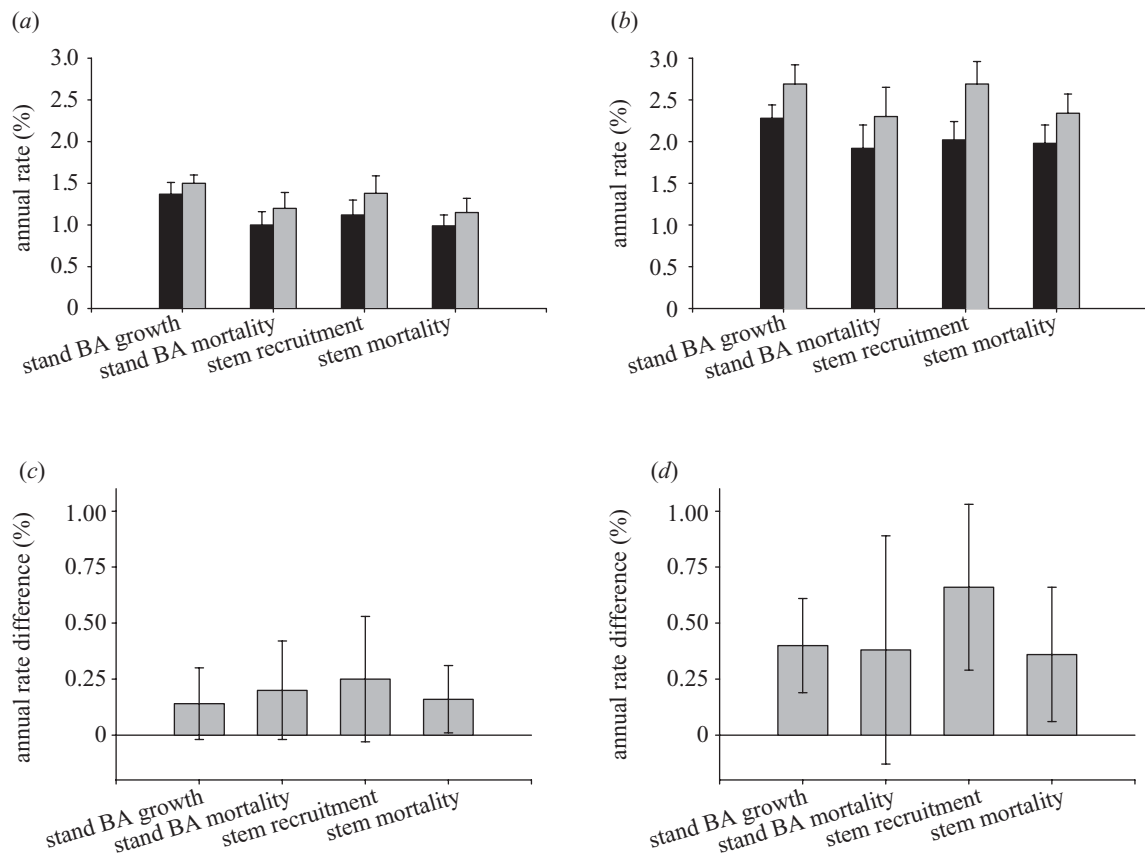 (a)
3.0
2.5
2.0
1.5
1.0
0.5
0
annual rate (%)
stand BA growth
stand BA mortality
stem recruitment
stem mortality
(b)
3.0
2.5
2.0
1.5
1.0
0.5
0
annual rate (%)
stand BA growth
stand BA mortality
stem recruitment
stem mortality
(c)
1.00
0.75
0.50
0.25
0
annual rate difference (%)
stand BA growth
stand BA mortality
stem recruitment
stem mortality
(d)
1.00
0.75
0.50
0.25
0
annual rate difference (%)
stand BA growth
stand BA mortality
stem recruitment
stem mortality